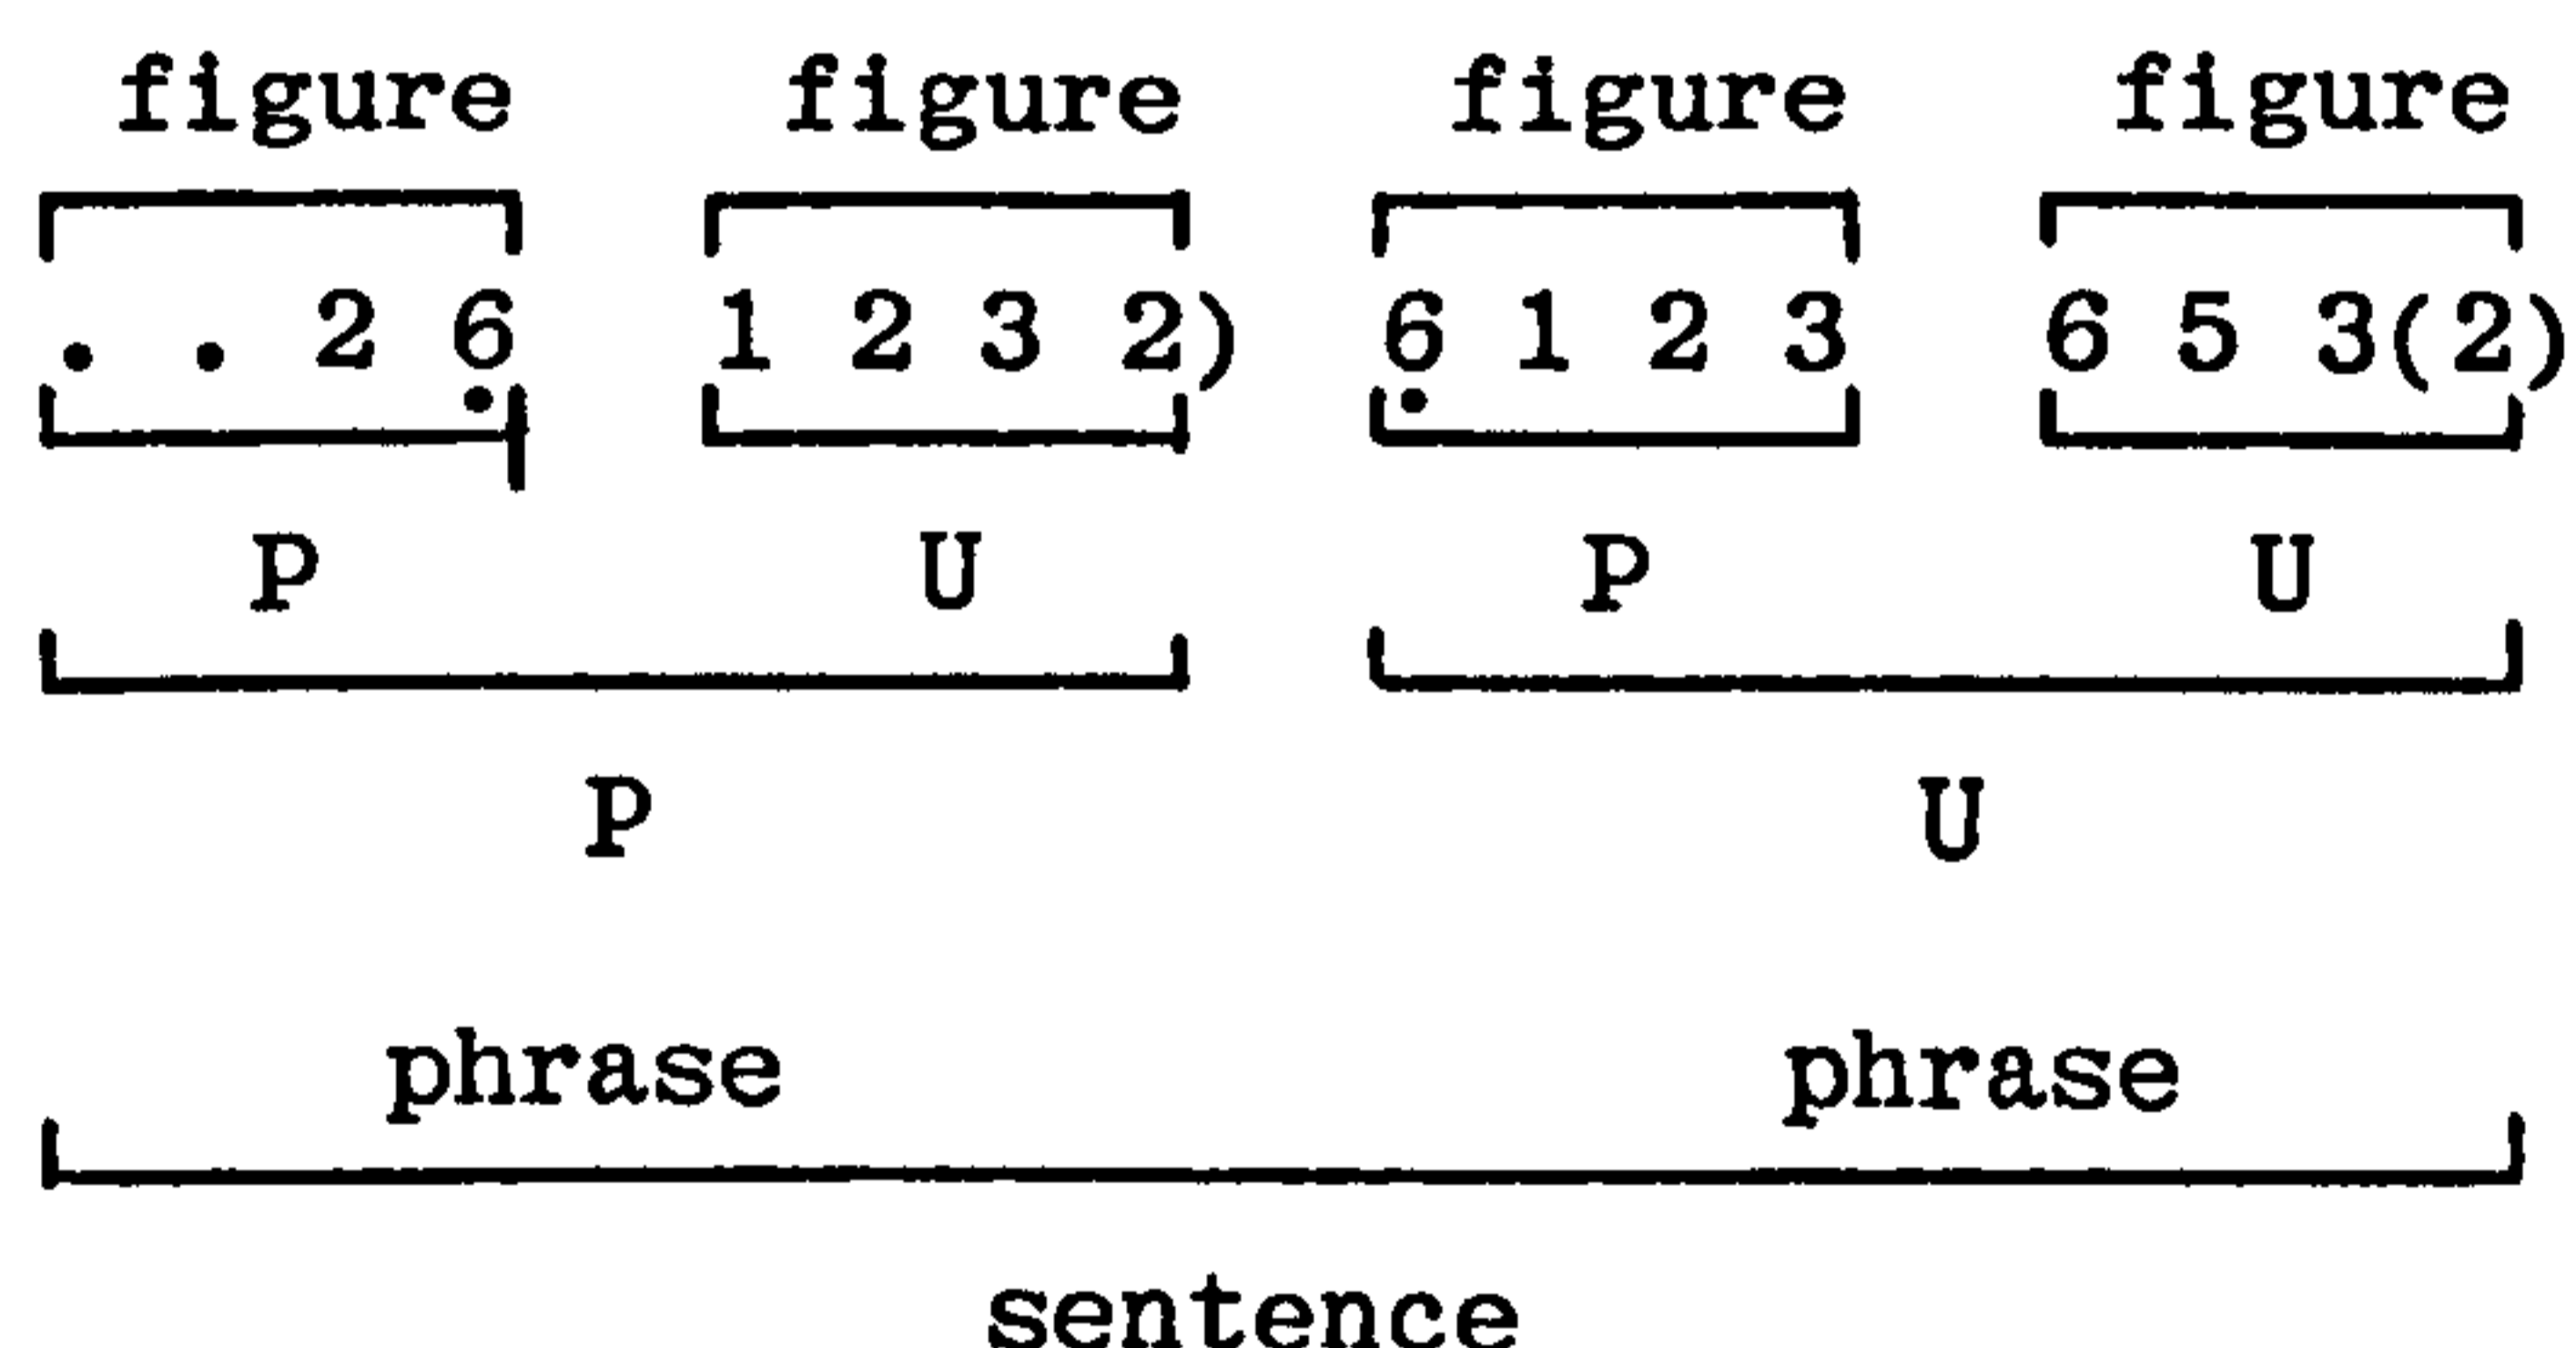 figure figure figure figure
. . 2 6̣ 1 2 3 2) 6̣ 1 2 3 6 5 3(2)
P U P U
P U
phrase phrase
sentence